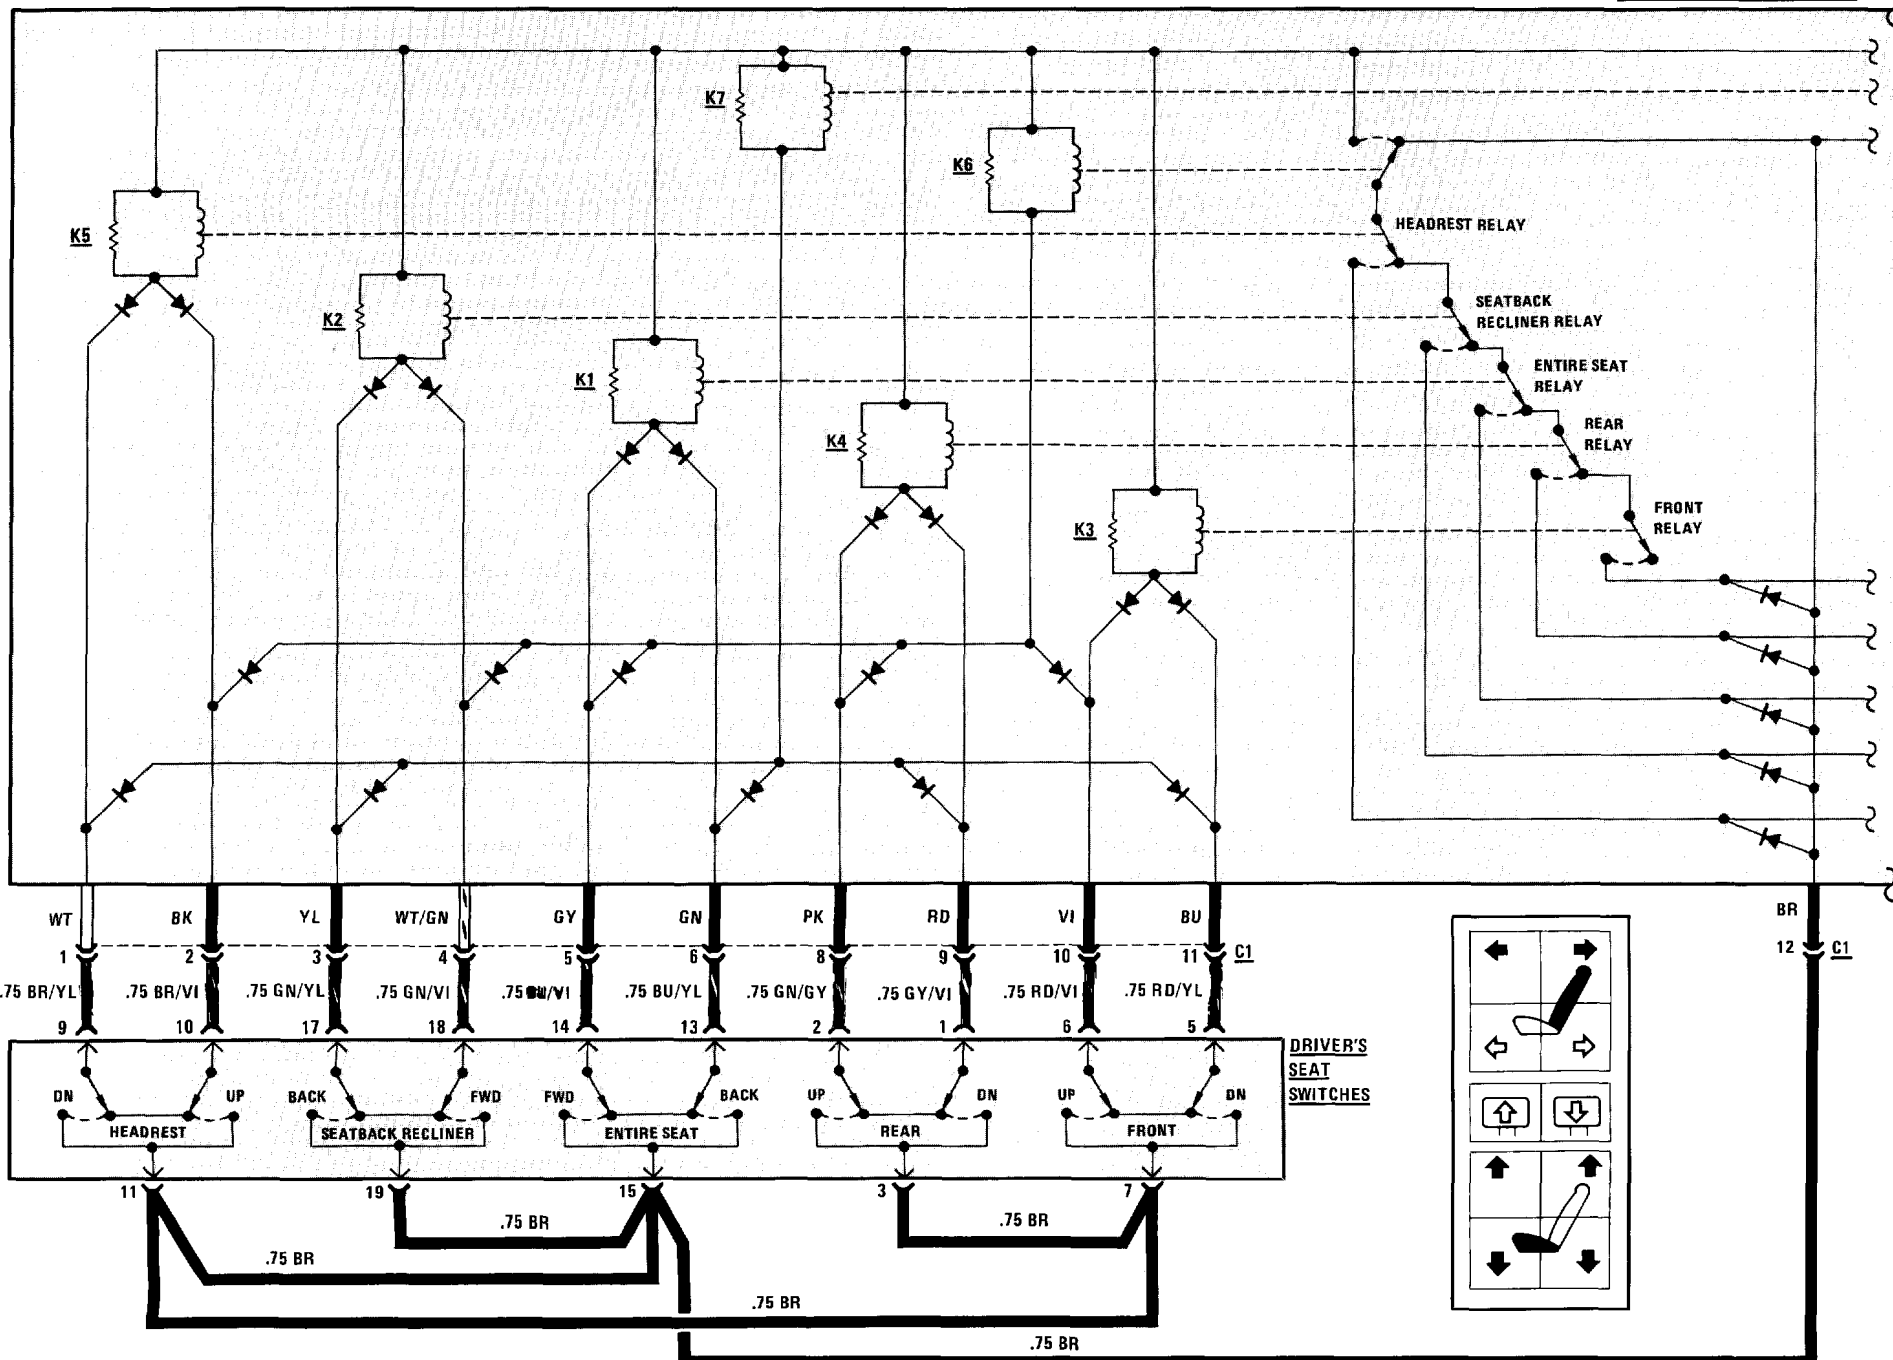 K7
K6
K5
HEADREST RELAY
K2
SEATBACK
RECLINER RELAY
K1
ENTIRE SEAT
RELAY
K4
REAR
RELAY
K3
FRONT
RELAY
WT BK YL WT/GN GY GN PK RD VI BU BR
1 2 3 4 5 6 8 9 10 11 C1 12 C1
.75 BR/YL .75 BR/VI .75 GN/YL .75 GN/VI .75 BU/VI .75 BU/YL .75 GN/GY .75 GY/VI .75 RD/VI .75 RD/YL
9 10 17 18 14 13 2 1 6 5
DRIVER'S
SEAT
SWITCHES
DN UP BACK FWD FWD BACK UP DN UP DN
HEADREST SEATBACK RECLINER ENTIRE SEAT REAR FRONT
11 19 15 3 7
.75 BR .75 BR
.75 BR
.75 BR
.75 BR